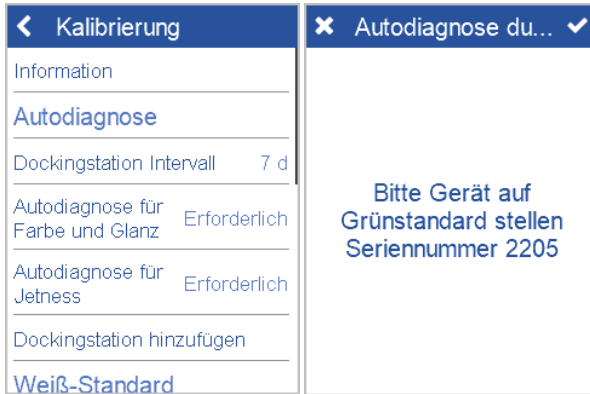 Kalibrierung
Information
Autodiagnose
Dockingstation Intervall 7 d
Autodiagnose für
Farbe und Glanz Erforderlich
Autodiagnose für
Jetness Erforderlich
Dockingstation hinzufügen
Weiß-Standard
Autodiagnose du...
Bitte Gerät auf
Grünstandard stellen
Seriennummer 2205